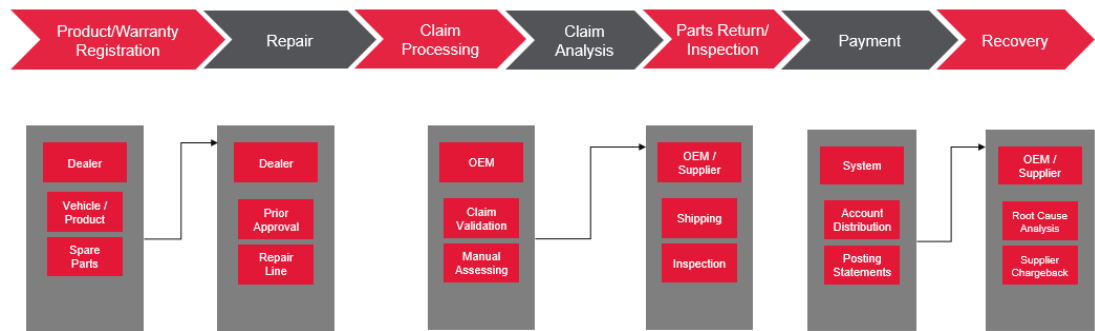 Product/Warranty
Registration
Repair
Claim
Processing
Claim
Analysis
Parts Return/
Inspection
Payment
Recovery
Dealer
Vehicle /
Product
Spare
Parts
Dealer
Prior
Approval
Repair
Line
OEM
Claim
Validation
Manual
Assessing
OEM /
Supplier
Shipping
Inspection
System
Account
Distribution
Posting
Statements
OEM /
Supplier
Root Cause
Analysis
Supplier
Chargeback